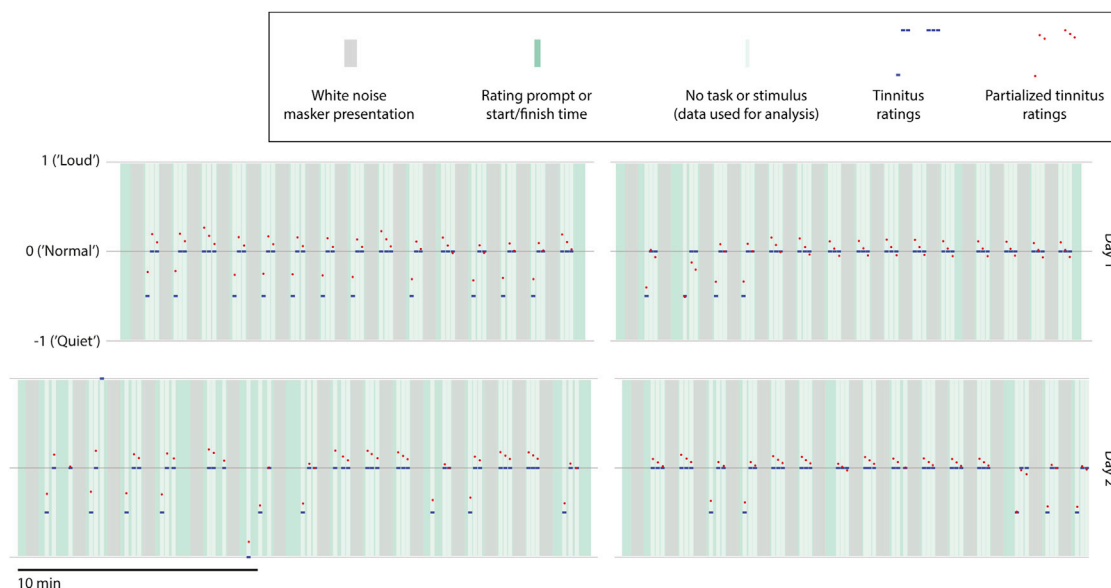 White noise
masker presentation
Rating prompt or
start/finish time
No task or stimulus
(data used for analysis)
Tinnitus
ratings
Partialized tinnitus
ratings
1 ('Loud')
0 ('Normal')
-1 ('Quiet')
Day 1
Day 2
10 min